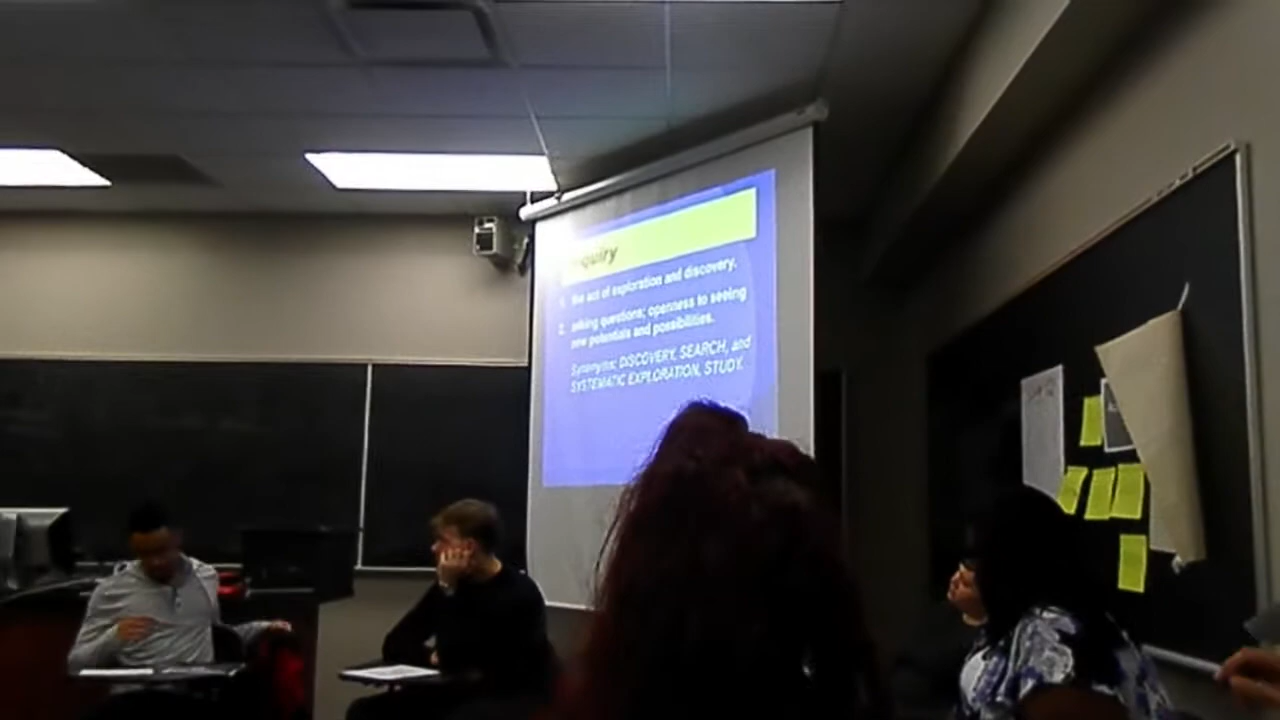 quiry
1. the act of exploration and discovery.
2. asking questions; openness to seeing
new potentials and possibilities.
Synonyms: DISCOVERY, SEARCH, and
SYSTEMATIC EXPLORATION, STUDY.